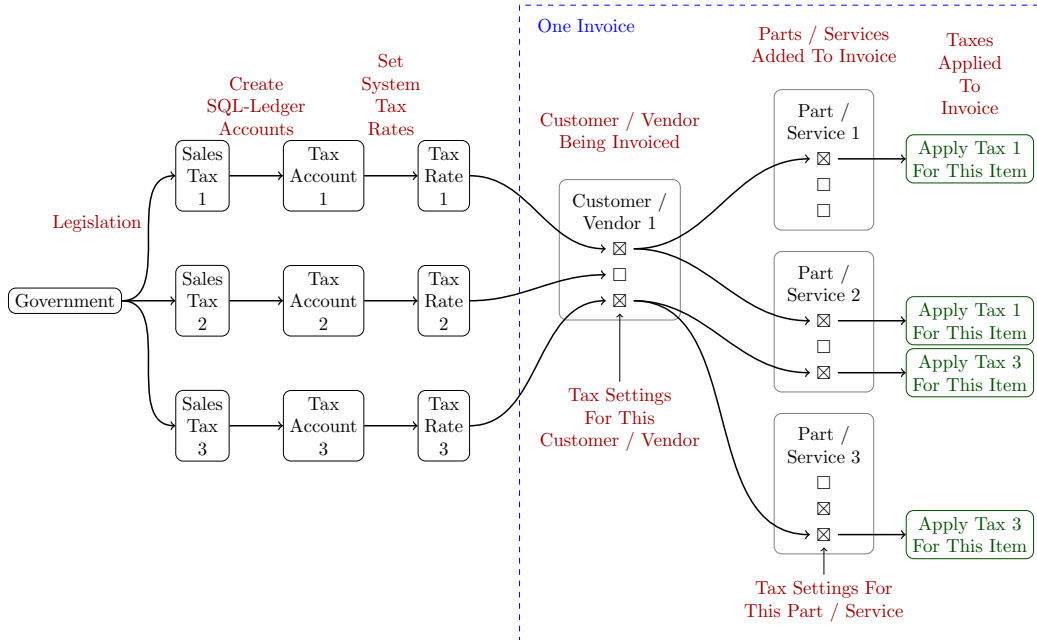 One Invoice
Parts / Services
Added To Invoice
Taxes
Applied
To
Invoice
Set
System
Tax
Rates
Create
SQL-Ledger
Accounts
Customer / Vendor
Being Invoiced
Legislation
Government
Sales
Tax
1
Tax
Account
1
Tax
Rate
1
Sales
Tax
2
Tax
Account
2
Tax
Rate
2
Sales
Tax
3
Tax
Account
3
Tax
Rate
3
Customer /
Vendor 1
Tax Settings
For This
Customer / Vendor
Part /
Service 1
Apply Tax 1
For This Item
Part /
Service 2
Apply Tax 1
For This Item
Apply Tax 3
For This Item
Part /
Service 3
Apply Tax 3
For This Item
Tax Settings For
This Part / Service